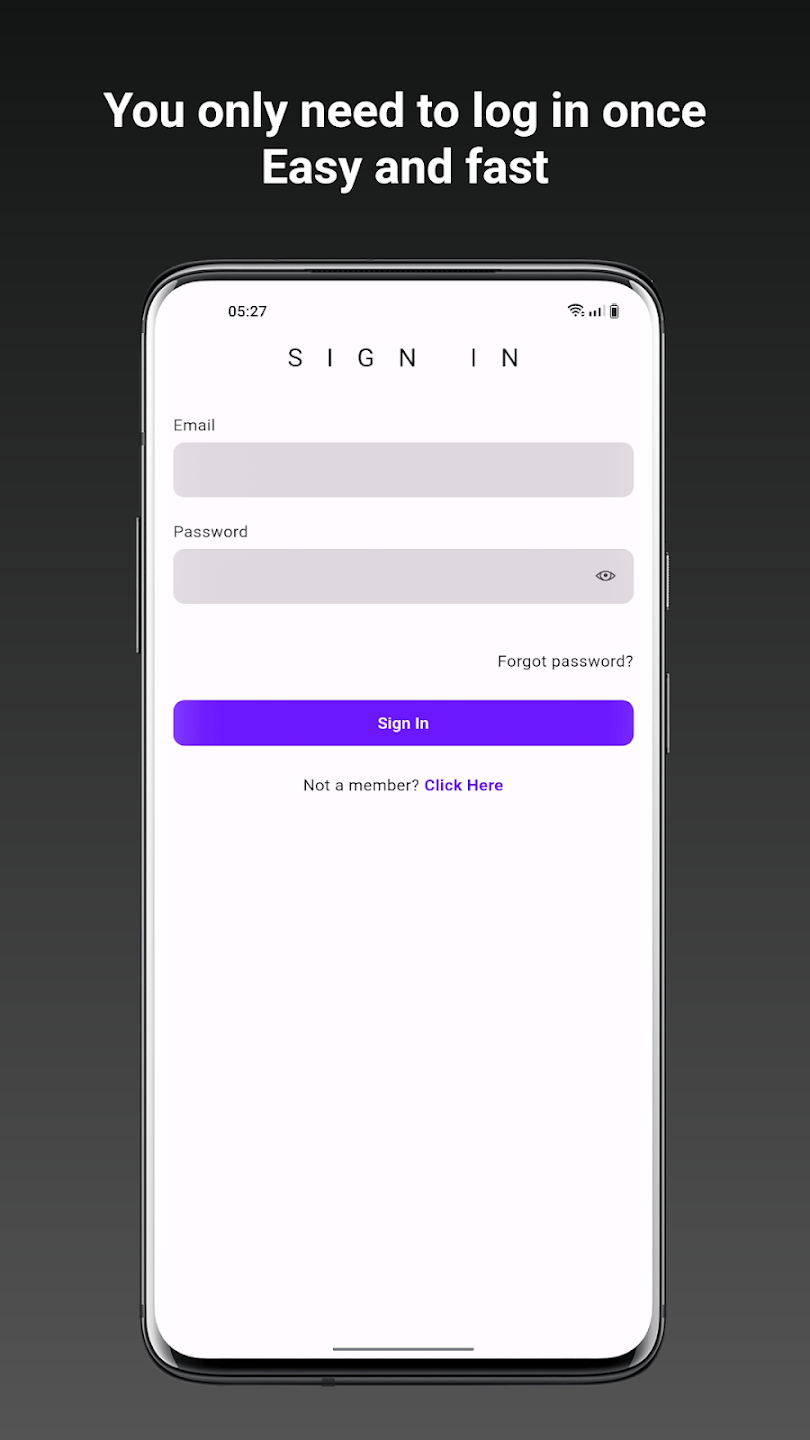 You only need to log in once
Easy and fast
05:27
SIGN IN
Email
Password
Forgot password?
Sign In
Not a member? Click Here